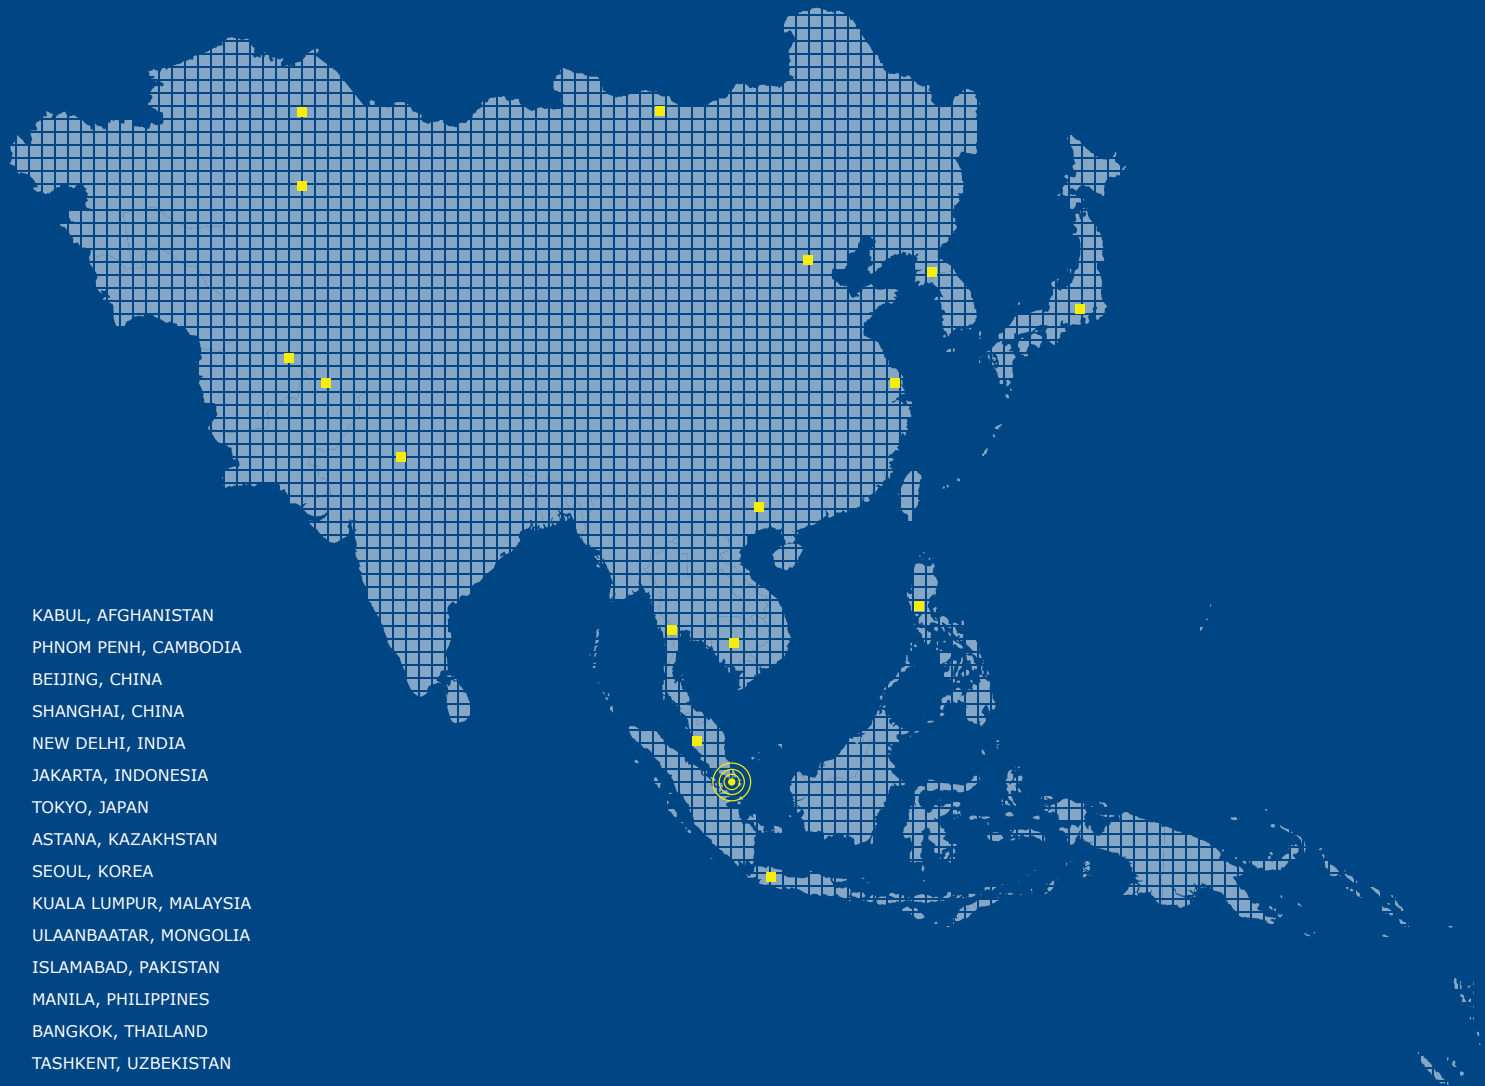 KABUL, AFGHANISTAN
PHNOM PENH, CAMBODIA
BEIJING, CHINA
SHANGHAI, CHINA
NEW DELHI, INDIA
JAKARTA, INDONESIA
TOKYO, JAPAN
ASTANA, KAZAKHSTAN
SEOUL, KOREA
KUALA LUMPUR, MALAYSIA
ULAANBAATAR, MONGOLIA
ISLAMABAD, PAKISTAN
MANILA, PHILIPPINES
BANGKOK, THAILAND
TASHKENT, UZBEKISTAN